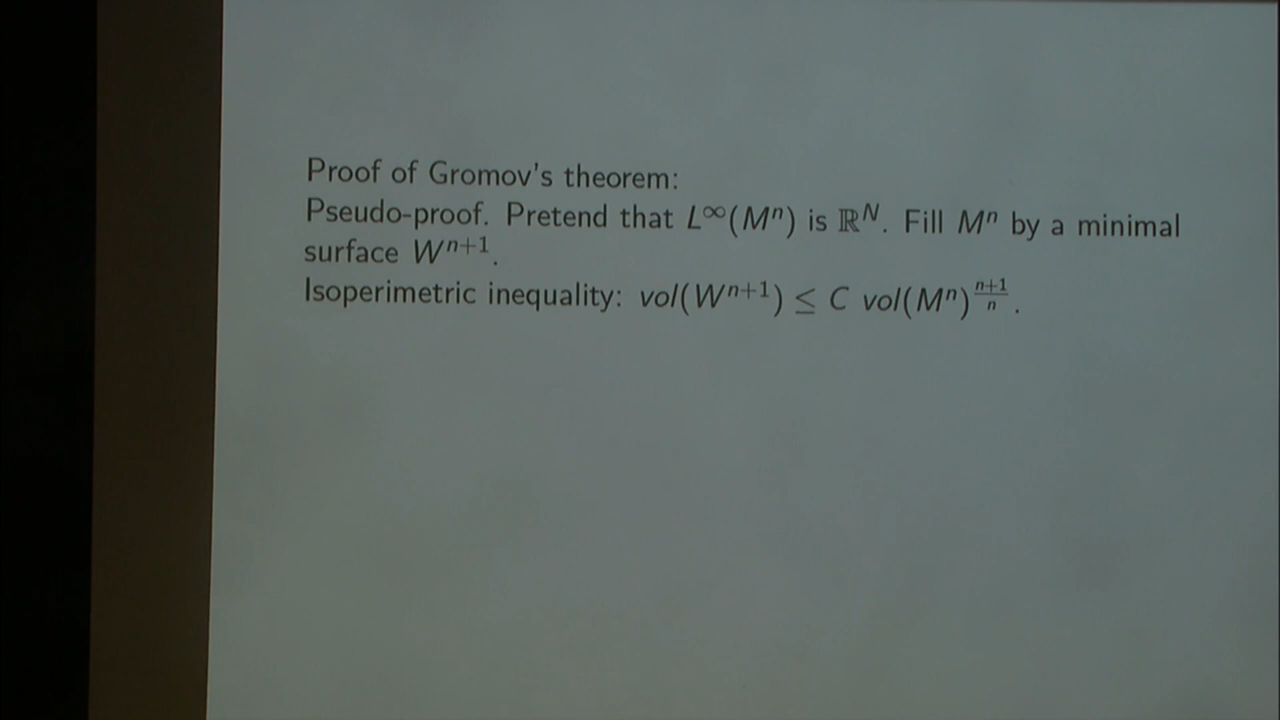 Proof of Gromov's theorem:
Pseudo-proof. Pretend that L^∞(M^n) is ℝ^N. Fill M^n by a minimal
surface W^{n+1}.
Isoperimetric inequality: vol(W^{n+1}) ≤ C vol(M^n)^{\frac{n+1}{n}}.